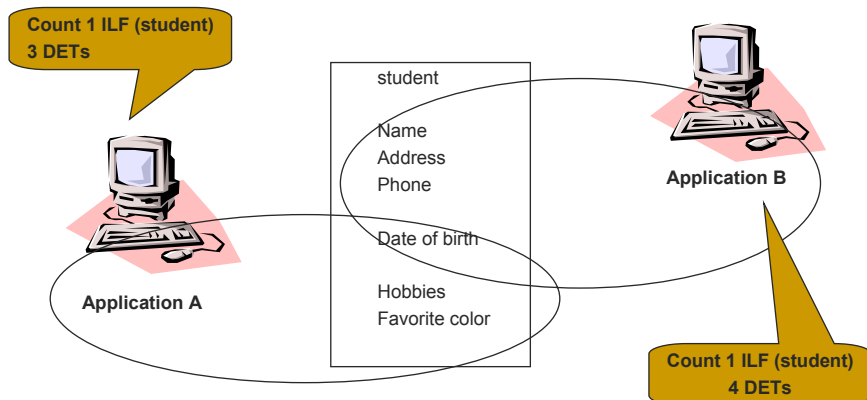 Count 1 ILF (student)
3 DETs
student
Name
Address
Phone
Date of birth
Hobbies
Favorite color
Application A
Application B
Count 1 ILF (student)
4 DETs